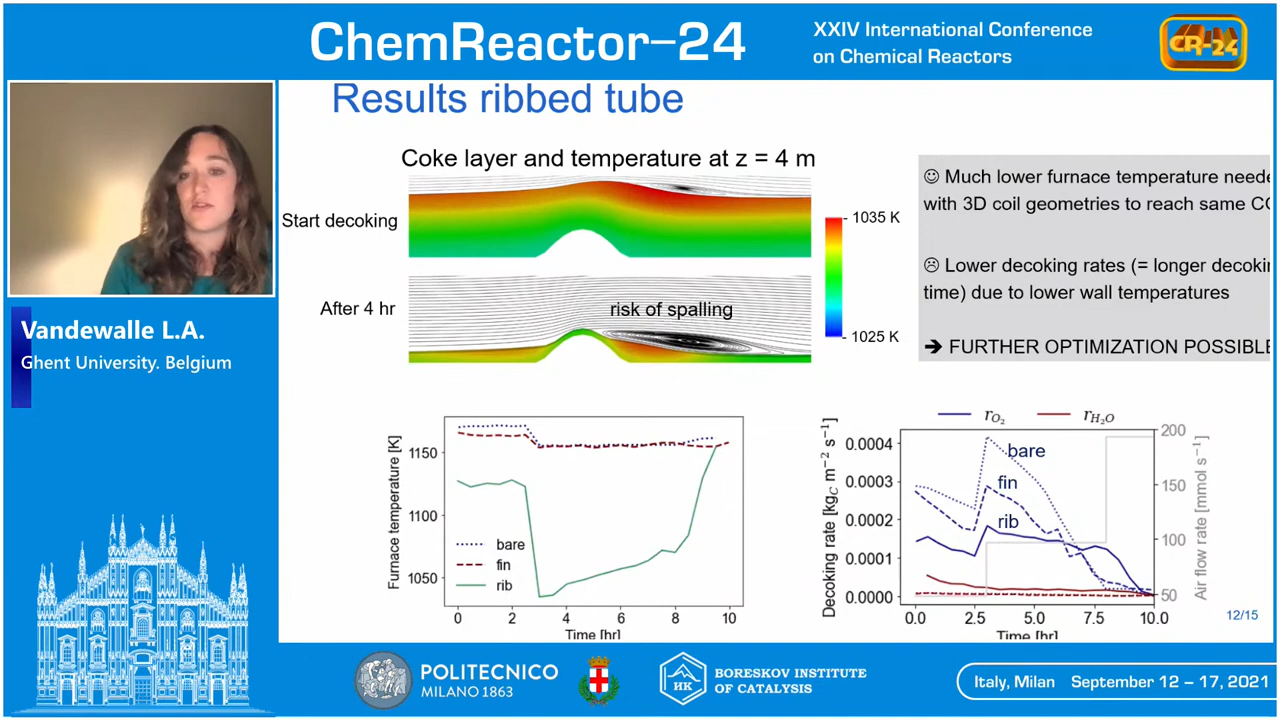 ChemReactor–24
XXIV International Conference
on Chemical Reactors
CR-24
Results ribbed tube
Coke layer and temperature at z = 4 m
Start decoking
1035 K
After 4 hr
risk of spalling
1025 K
☺ Much lower furnace temperature neede
with 3D coil geometries to reach same CO
☹ Lower decoking rates (= longer decokin
time) due to lower wall temperatures
➔ FURTHER OPTIMIZATION POSSIBLE
Vandewalle L.A.
Ghent University. Belgium
Furnace temperature [K]
1150
1100
1050
bare
fin
rib
0 2 4 6 8 10
Time [hr]
r_{O₂} r_{H₂O}
Decoking rate [kg_C m⁻² s⁻¹]
0.0004
0.0003
0.0002
0.0001
0.0000
bare
fin
rib
200
150
100
50
Air flow rate [mmol s⁻¹]
0.0 2.5 5.0 7.5 10.0
Time [hr]
12/15
POLITECNICO
MILANO 1863
HK
BORESKOV INSTITUTE
OF CATALYSIS
Italy, Milan September 12 – 17, 2021